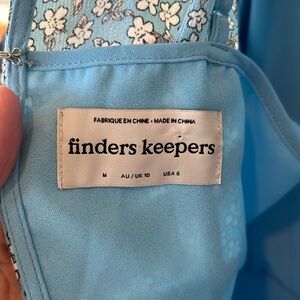 FABRIQUE EN CHINE • MADE IN CHINA
finders keepers
M AU / UK 10 USA 6